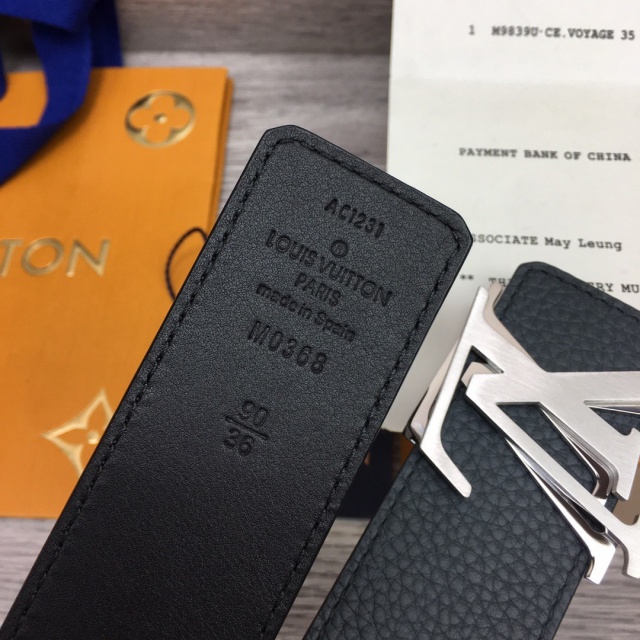 1 M9839U-CE.VOYAGE 35
PAYMENT BANK OF CHINA
SSOCIATE May Leung
**
AC1231
LOUIS VUITTON
PARIS
made in Spain
M0368
90
36
TON